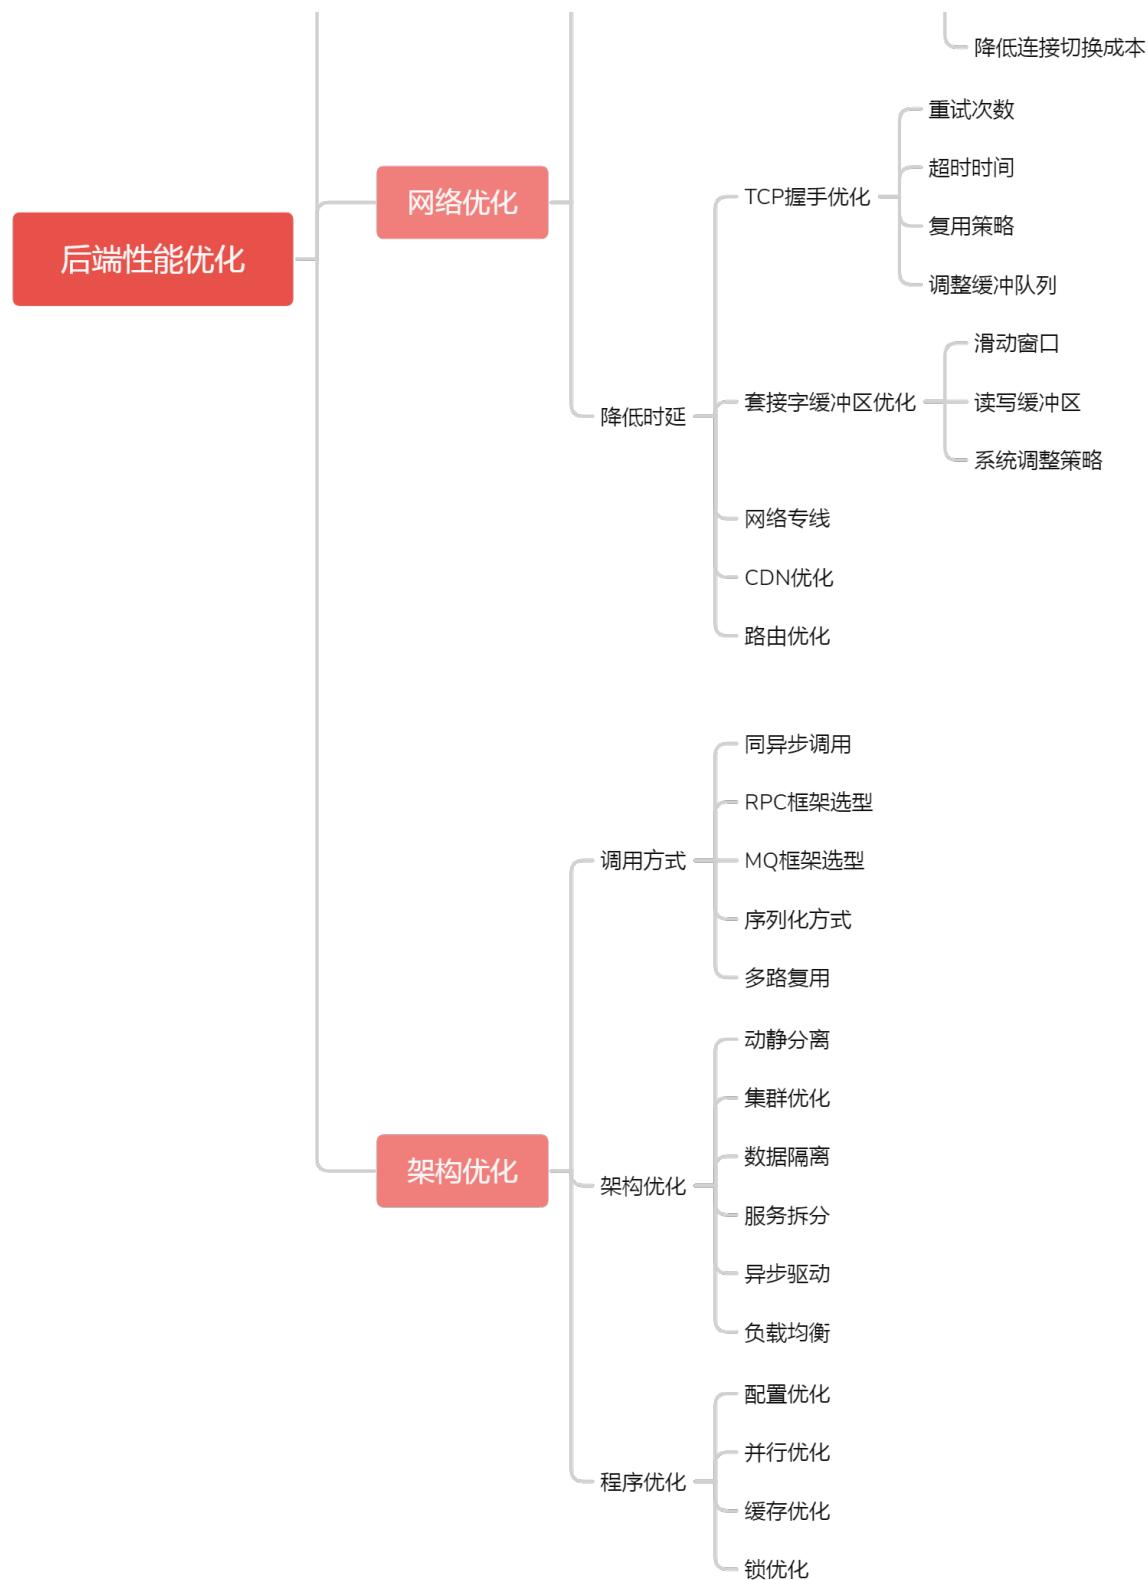 降低连接切换成本
重试次数
超时时间
TCP握手优化
复用策略
网络优化
后端性能优化
调整缓冲队列
滑动窗口
套接字缓冲区优化
读写缓冲区
降低时延
系统调整策略
网络专线
CDN优化
路由优化
同异步调用
RPC框架选型
调用方式
MQ框架选型
序列化方式
多路复用
动静分离
集群优化
数据隔离
架构优化
架构优化
服务拆分
异步驱动
负载均衡
配置优化
并行优化
程序优化
缓存优化
锁优化